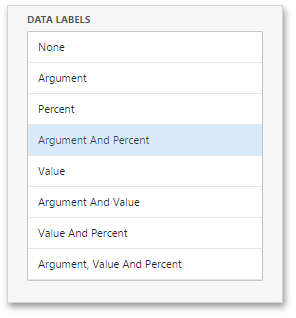 DATA LABELS
None
Argument
Percent
Argument And Percent
Value
Argument And Value
Value And Percent
Argument, Value And Percent